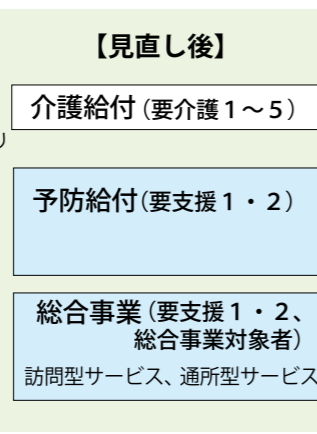 【見直し後】
介護給付(要介護1～5)
り
予防給付(要支援1・2)
総合事業(要支援1・2、
総合事業対象者)
訪問型サービス、通所型サービス